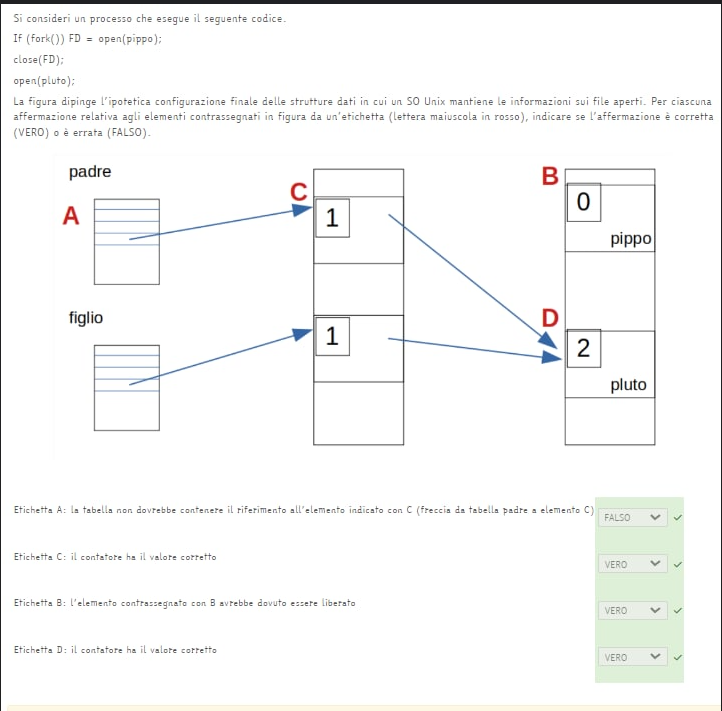 Si consideri un processo che esegue il seguente codice.
If (fork()) FD = open(pippo);
close(FD);
open(pluto);
La figura dipinge l'ipotetica configurazione finale delle strutture dati in cui un SO Unix mantiene le informazioni sui file aperti. Per ciascuna
affermazione relativa agli elementi contrassegnati in figura da un'etichetta (lettera maiuscola in rosso), indicare se l'affermazione è corretta
(VERO) o è errata (FALSO).
padre
A
C
1
B
0
pippo
figlio
1
D
2
pluto
Etichetta A: la tabella non dovrebbe contenere il riferimento all'elemento indicato con C (freccia da tabella padre a elemento C)
FALSO
Etichetta C: il contatore ha il valore corretto
VERO
Etichetta B: l'elemento contrassegnato con B avrebbe dovuto essere liberato
VERO
Etichetta D: il contatore ha il valore corretto
VERO